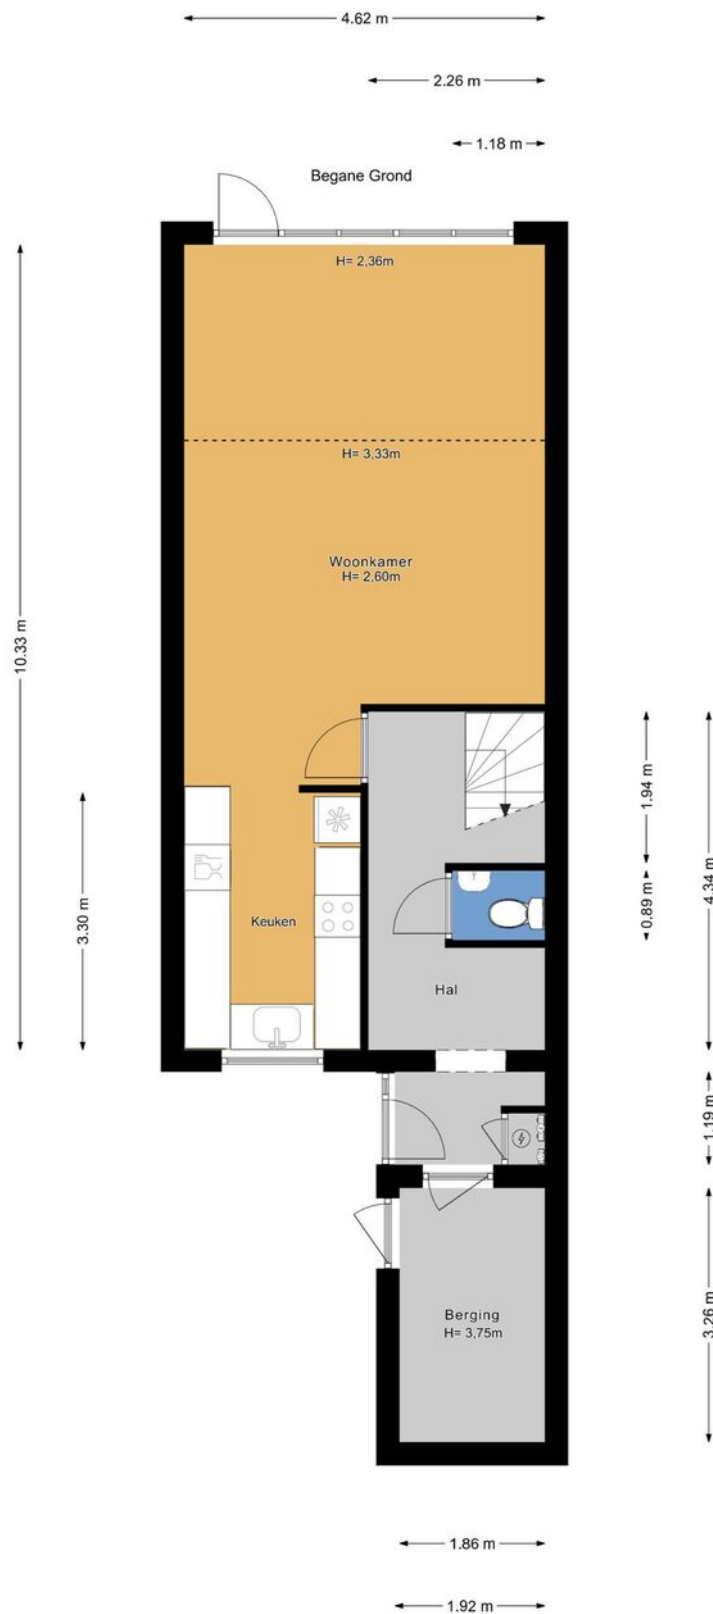 4.62 m
2.26 m
1.18 m
Begane Grond
H= 2,36m
H= 3,33m
Woonkamer
H= 2,60m
10.33 m
1.94 m
4.34 m
0.89 m
3.30 m
Keuken
Hal
1.19 m
3.26 m
Berging
H= 3,75m
1.86 m
1.92 m